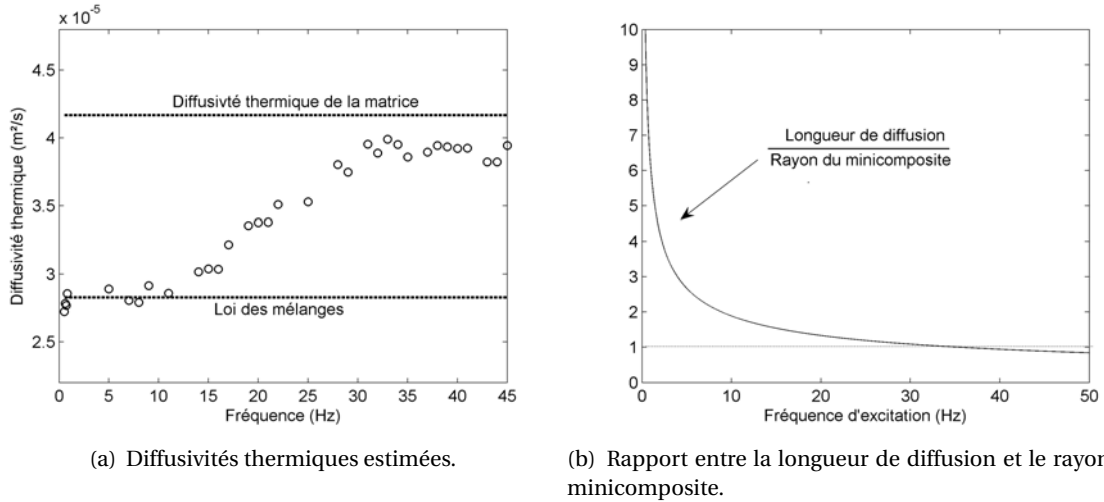 x 10⁻⁵
4.5
4
3.5
3
2.5
Diffusivité thermique (m²/s)
Diffusivté thermique de la matrice
Loi des mélanges
0 5 10 15 20 25 30 35 40 45
Fréquence (Hz)
(a) Diffusivités thermiques estimées.
10
9
8
7
6
5
4
3
2
1
0
Longueur de diffusion
Rayon du minicomposite
0 10 20 30 40 50
Fréquence d'excitation (Hz)
(b) Rapport entre la longueur de diffusion et le rayon
minicomposite.